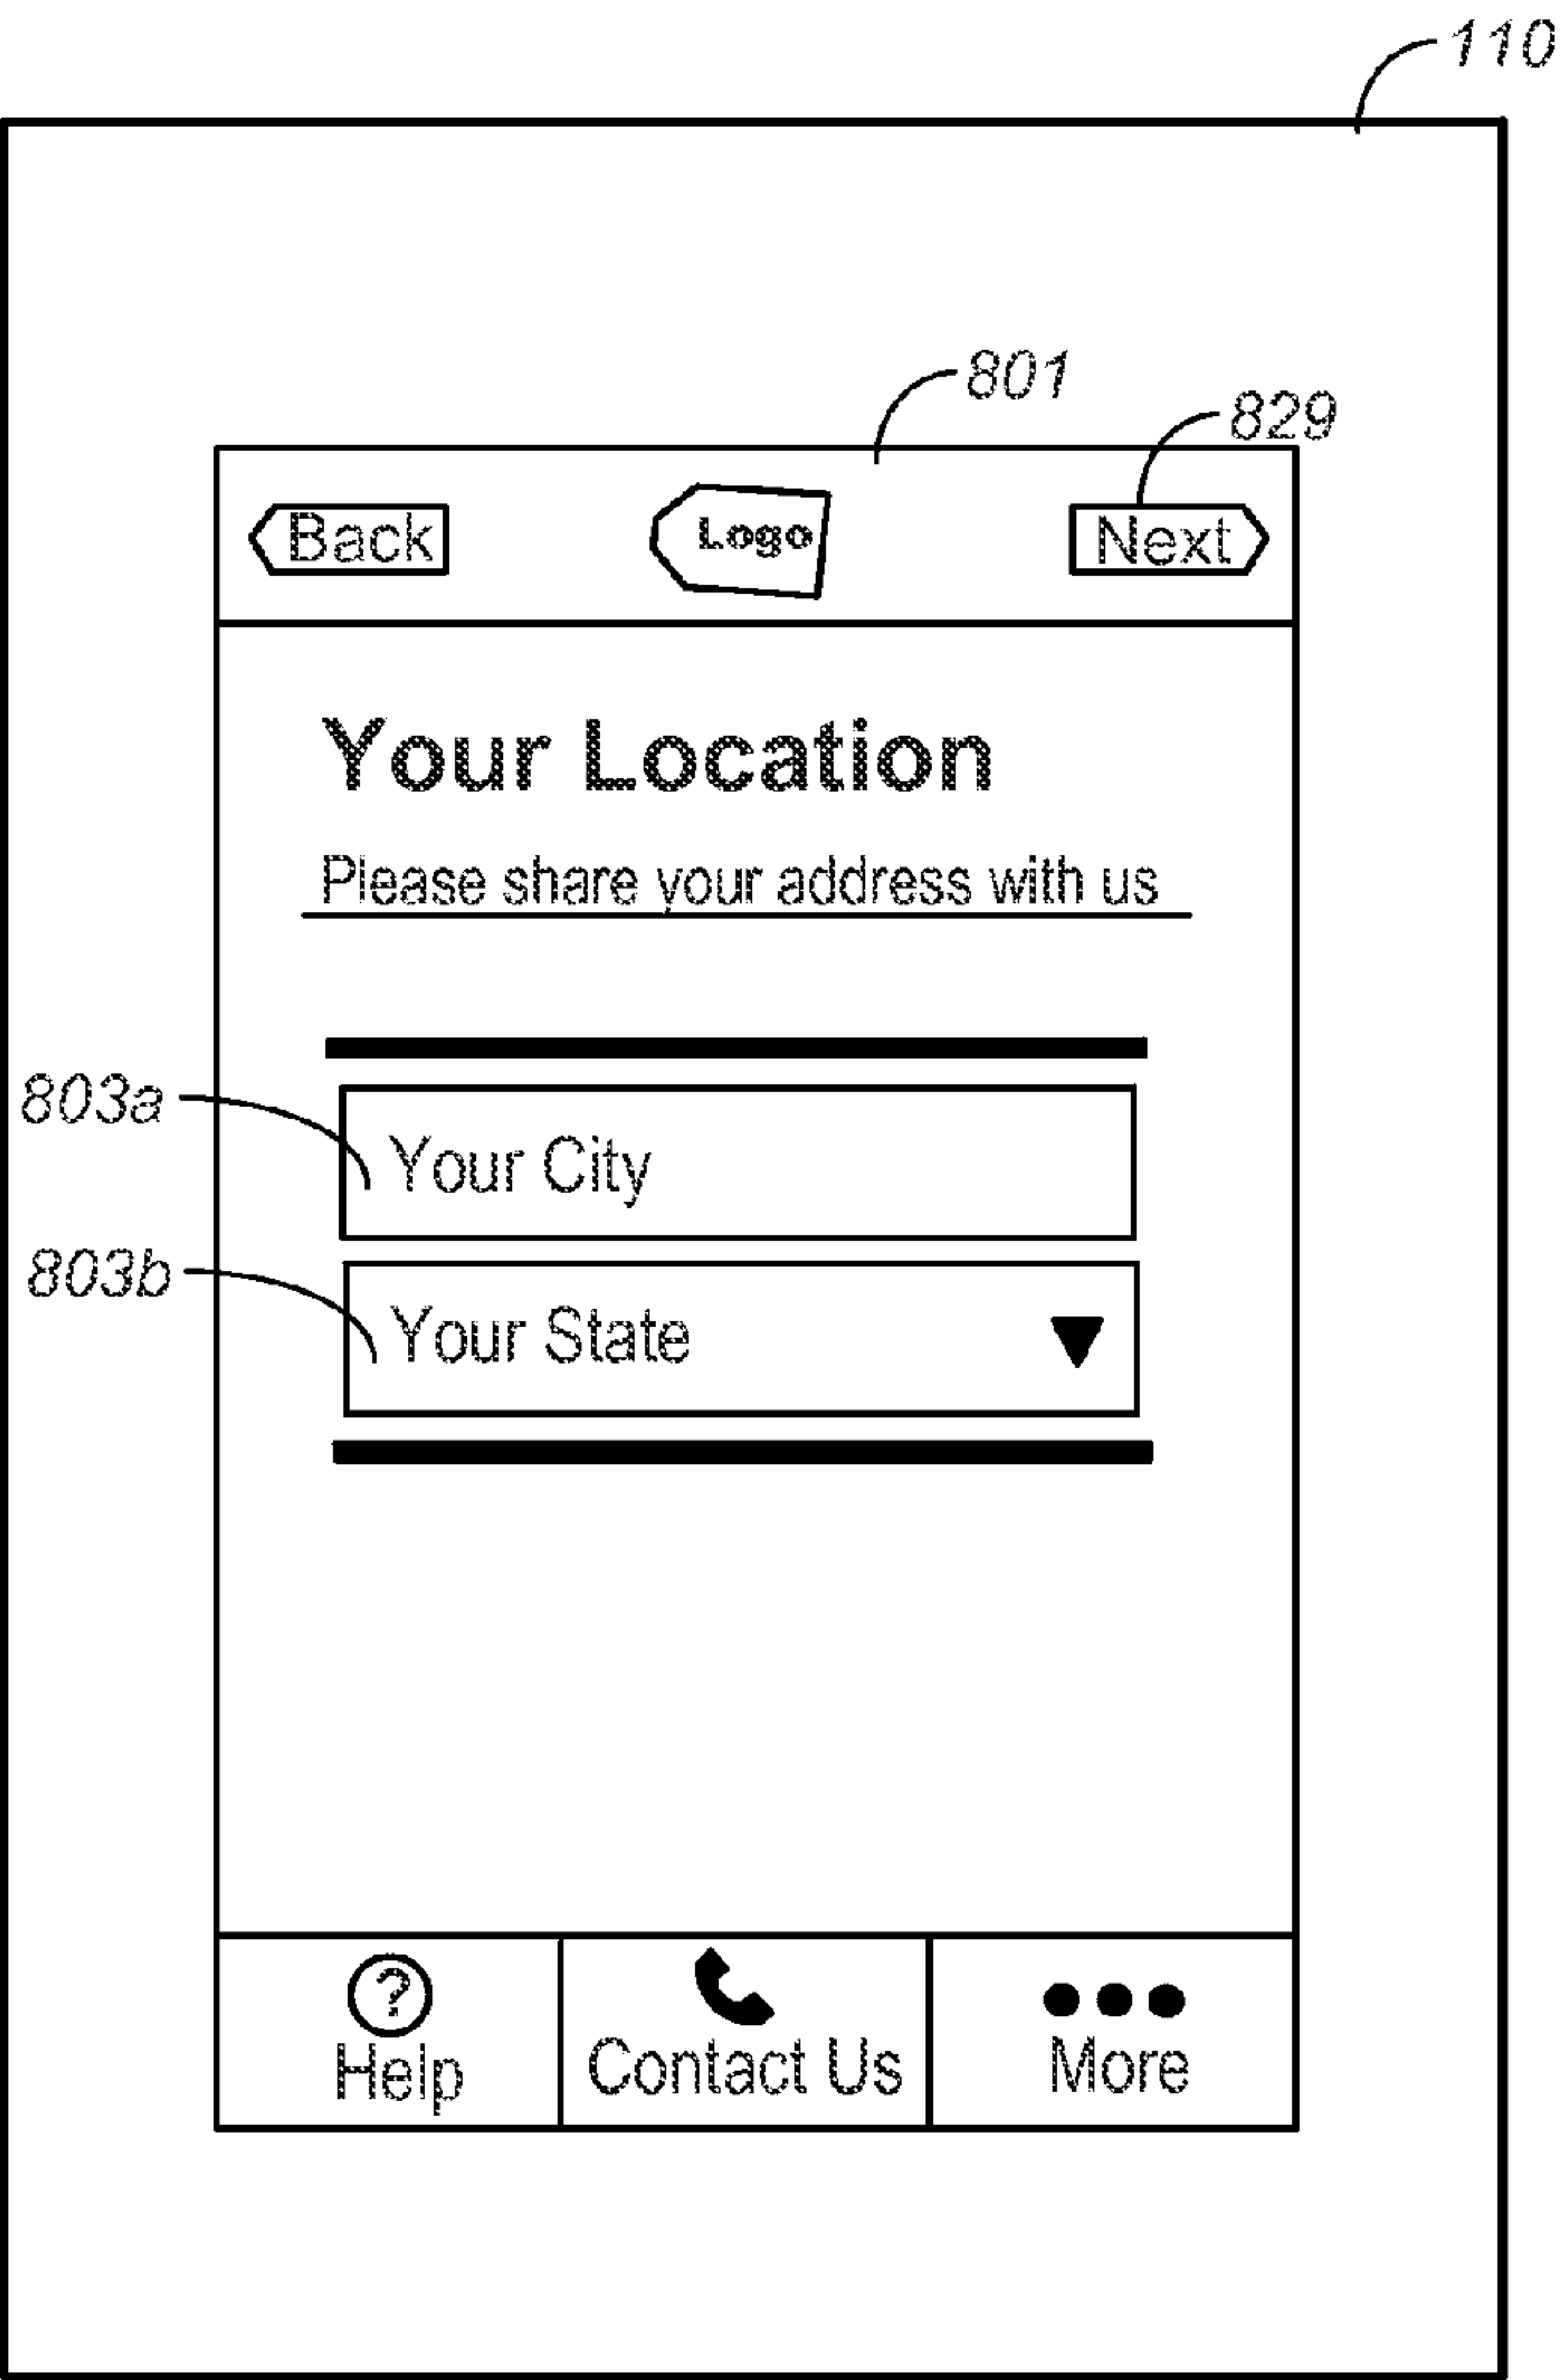 110
801
829
Back
Logo
Next
Your Location
Please share your address with us
803a
Your City
803b
Your State
?
Help
Contact Us
More